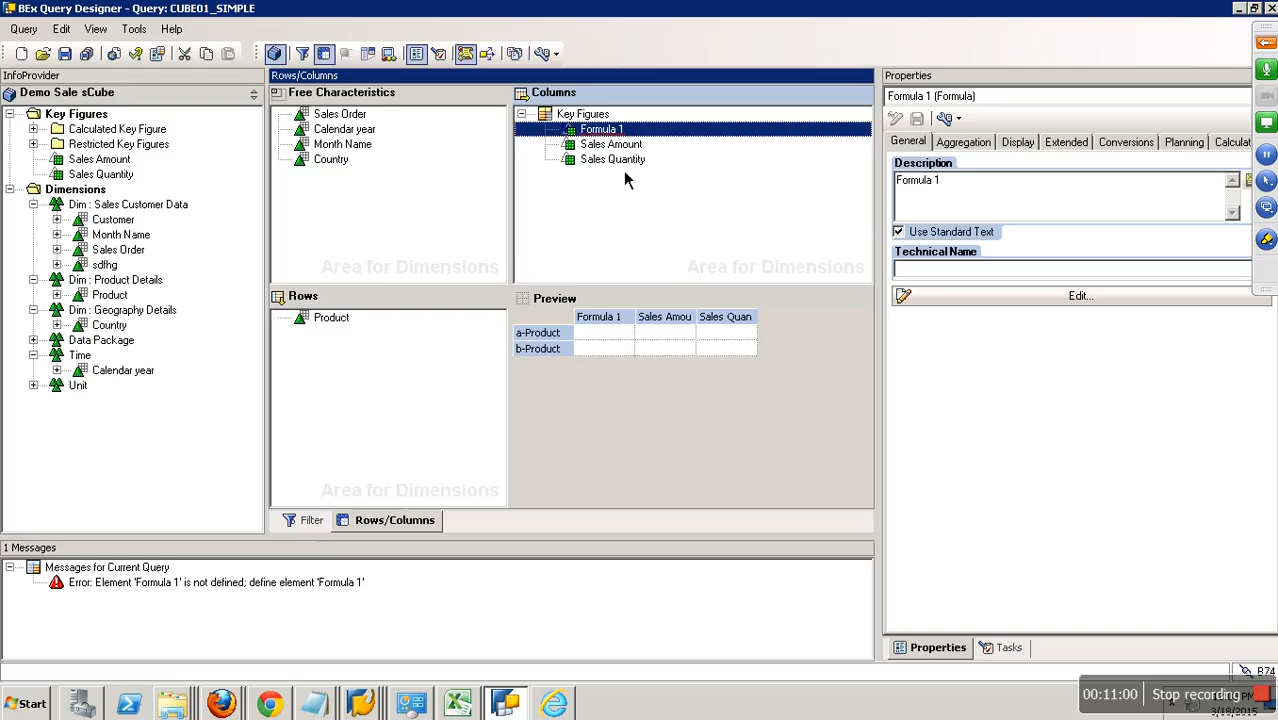 BEx Query Designer - Query: CUBE01_SIMPLE
Query Edit View Tools Help
InfoProvider
Demo Sale sCube
Key Figures
Calculated Key Figure
Restricted Key Figures
Sales Amount
Sales Quantity
Dimensions
Dim : Sales Customer Data
Customer
Month Name
Sales Order
sdfhg
Dim : Product Details
Product
Dim : Geography Details
Country
Data Package
Time
Calendar year
Unit
Rows/Columns
Free Characteristics
Sales Order
Calendar year
Month Name
Country
Area for Dimensions
Columns
Key Figures
Formula 1
Sales Amount
Sales Quantity
Area for Dimensions
Rows
Product
Area for Dimensions
Preview
Formula 1 Sales Amou Sales Quan
a-Product
b-Product
Filter Rows/Columns
Properties
Formula 1 (Formula)
General Aggregation Display Extended Conversions Planning Calculat
Description
Formula 1
Use Standard Text
Technical Name
Edit...
Properties Tasks
1 Messages
Messages for Current Query
Error: Element 'Formula 1' is not defined; define element 'Formula 1'
B74
Start
00:11:00 Stop recording
3/18/2015